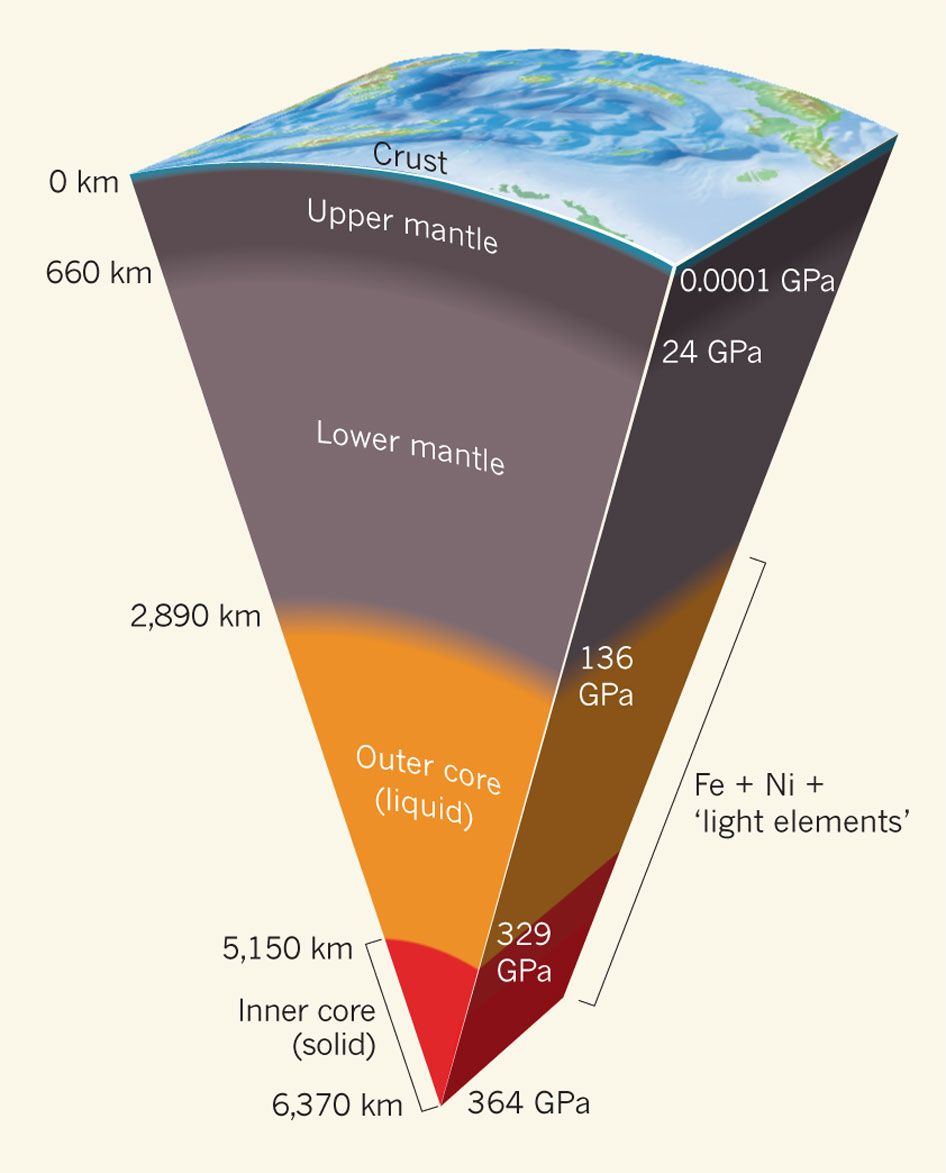 Crust
0 km
Upper mantle
660 km
0.0001 GPa
24 GPa
Lower mantle
2,890 km
136
GPa
Outer core
(liquid)
Fe + Ni +
‘light elements’
5,150 km
329
GPa
Inner core
(solid)
6,370 km
364 GPa